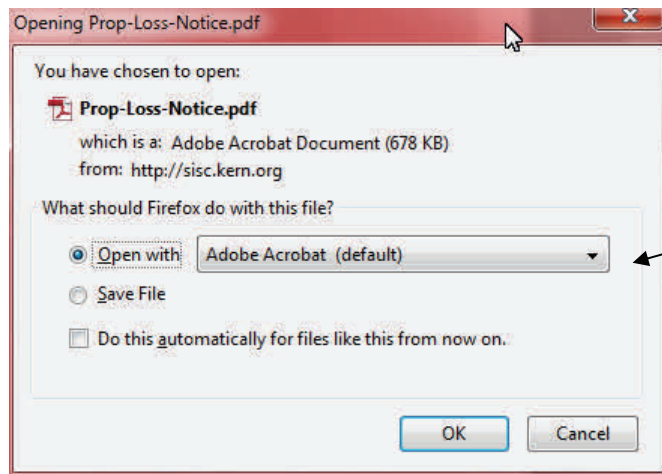 Opening Prop-Loss-Notice.pdf
You have chosen to open:
Prop-Loss-Notice.pdf
which is a: Adobe Acrobat Document (678 KB)
from: http://sisc.kern.org
What should Firefox do with this file?
Open with Adobe Acrobat (default)
Save File
Do this automatically for files like this from now on.
OK Cancel